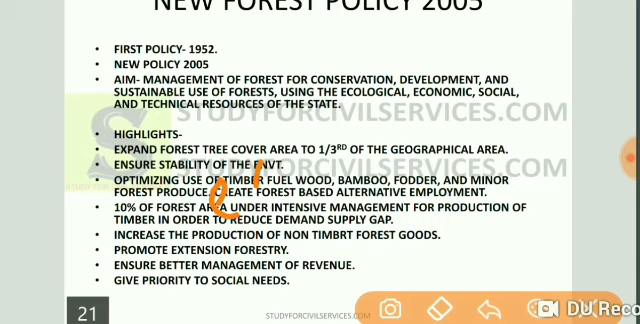 NEW FOREST POLICY 2005
• FIRST POLICY- 1952.
• NEW POLICY 2005
• AIM- MANAGEMENT OF FOREST FOR CONSERVATION, DEVELOPMENT, AND
SUSTAINABLE USE OF FORESTS, USING THE ECOLOGICAL, ECONOMIC, SOCIAL,
AND TECHNICAL RESOURCES OF THE STATE.
STUDYFORCIVILSERVICES.COM
• HIGHLIGHTS-
• EXPAND FOREST TREE COVER AREA TO 1/3RD OF THE GEOGRAPHICAL AREA.
• ENSURE STABILITY OF THE ENVT.
STUDYFORCIVILSERVICES.COM
• OPTIMIZING USE OF TIMBER FUEL WOOD, BAMBOO, FODDER, AND MINOR
FOREST PRODUCE. CREATE FOREST BASED ALTERNATIVE EMPLOYMENT.
• 10% OF FOREST AREA UNDER INTENSIVE MANAGEMENT FOR PRODUCTION OF
TIMBER IN ORDER TO REDUCE DEMAND SUPPLY GAP.
• INCREASE THE PRODUCTION OF NON TIMBRT FOREST GOODS.
• PROMOTE EXTENSION FORESTRY.
• ENSURE BETTER MANAGEMENT OF REVENUE.
• GIVE PRIORITY TO SOCIAL NEEDS.
21
STUDYFORCIVILSERVICES.COM
DU Reco